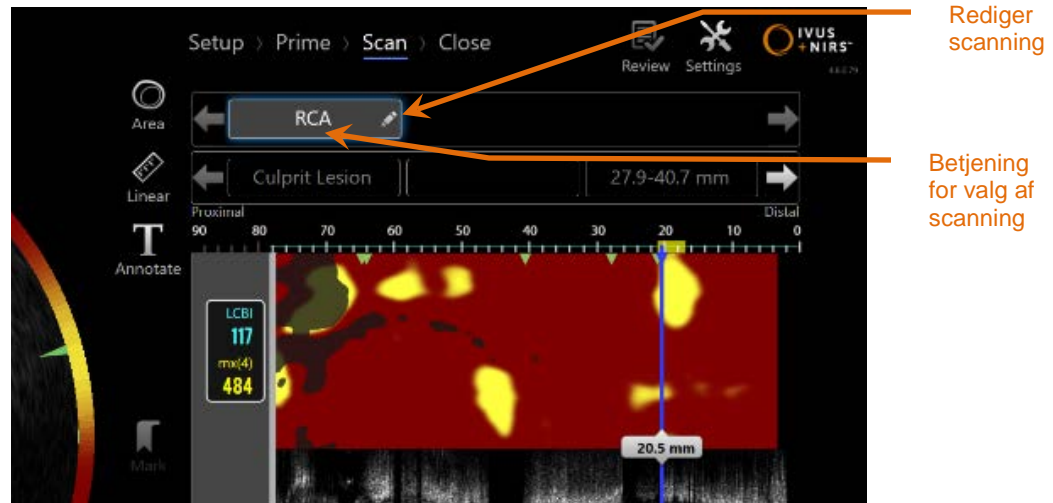 Rediger
scanning
Setup > Prime > Scan > Close
Review
Settings
IVUS
+NIRS
Area
RCA
Betjening
for valg af
scanning
Linear
Culprit Lesion
27.9-40.7 mm
Proximal
Distal
90 80 70 60 50 40 30 20 10 0
T
Annotate
LCBI
117
mx(4)
484
20.5 mm
Mark